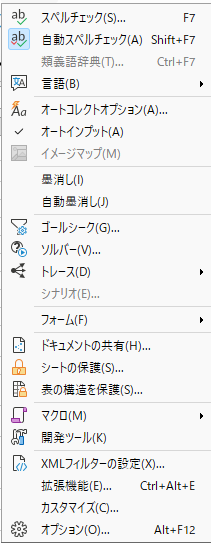 スペルチェック(S)... F7
自動スペルチェック(A) Shift+F7
類義語辞典(T)... Ctrl+F7
言語(B)
オートコレクトオプション(A)...
オートインプット(A)
イメージマップ(M)
墨消し(I)
自動墨消し(J)
ゴールシーク(G)...
ソルバー(V)...
トレース(D)
シナリオ(E)...
フォーム(F)
ドキュメントの共有(H)...
シートの保護(S)...
表の構造を保護(S)...
マクロ(M)
開発ツール(K)
XMLフィルターの設定(X)...
拡張機能(E)... Ctrl+Alt+E
カスタマイズ(C)...
オプション(O)... Alt+F12